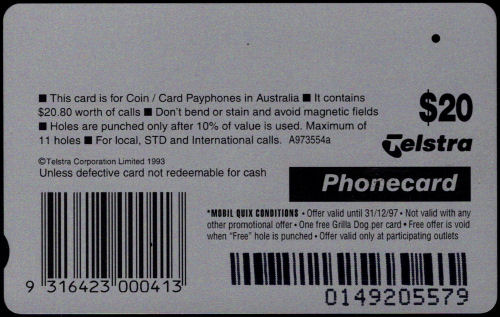 ■ This card is for Coin / Card Payphones in Australia ■ It contains
$20.80 worth of calls ■ Don't bend or stain and avoid magnetic fields
■ Holes are punched only after 10% of value is used. Maximum of
11 holes ■ For local, STD and International calls. A973554a
$20
Telstra
©Telstra Corporation Limited 1993
Unless defective card not redeemable for cash
Phonecard
*MOBIL QUIX CONDITIONS • Offer valid until 31/12/97 • Not valid with any
other promotional offer • One free Grilla Dog per card • Free offer is void
when "Free" hole is punched • Offer valid only at participating outlets
9 316423 000413
0149205579